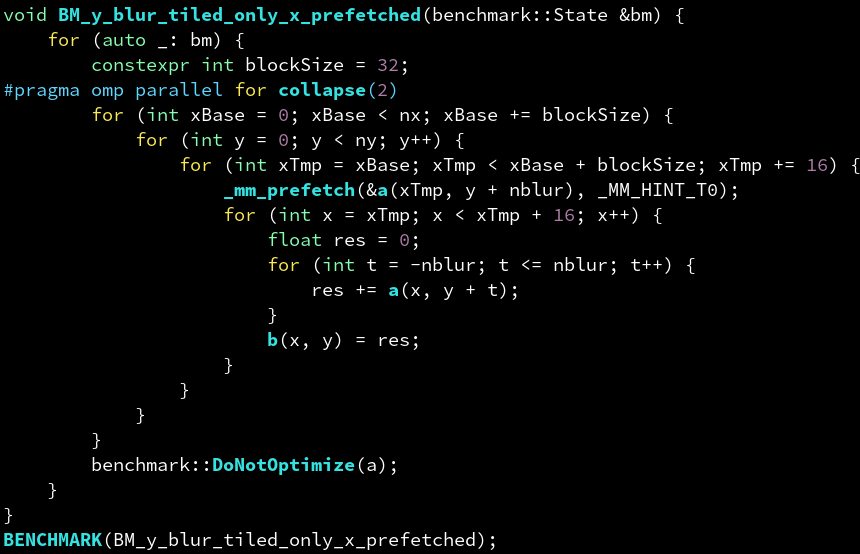 void BM_y_blur_tiled_only_x_prefetched(benchmark::State &bm) {
    for (auto _: bm) {
        constexpr int blockSize = 32;
#pragma omp parallel for collapse(2)
        for (int xBase = 0; xBase < nx; xBase += blockSize) {
            for (int y = 0; y < ny; y++) {
                for (int xTmp = xBase; xTmp < xBase + blockSize; xTmp += 16) {
                    _mm_prefetch(&a(xTmp, y + nblur), _MM_HINT_T0);
                    for (int x = xTmp; x < xTmp + 16; x++) {
                        float res = 0;
                        for (int t = -nblur; t <= nblur; t++) {
                            res += a(x, y + t);
                        }
                        b(x, y) = res;
                    }
                }
            }
        }
        benchmark::DoNotOptimize(a);
    }
}
BENCHMARK(BM_y_blur_tiled_only_x_prefetched);